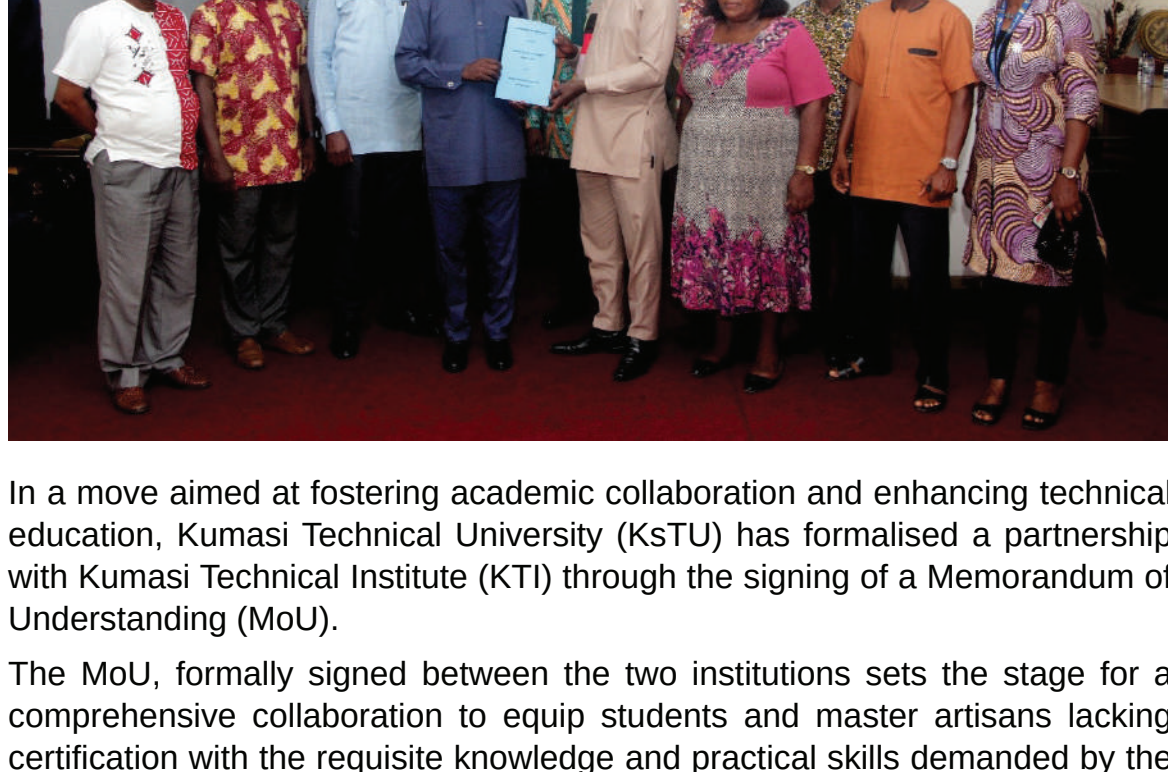 In a move aimed at fostering academic collaboration and enhancing technical
education, Kumasi Technical University (KsTU) has formalised a partnership
with Kumasi Technical Institute (KTI) through the signing of a Memorandum of
Understanding (MoU).
The MoU, formally signed between the two institutions sets the stage for a
comprehensive collaboration to equip students and master artisans lacking
certification with the requisite knowledge and practical skills demanded by the